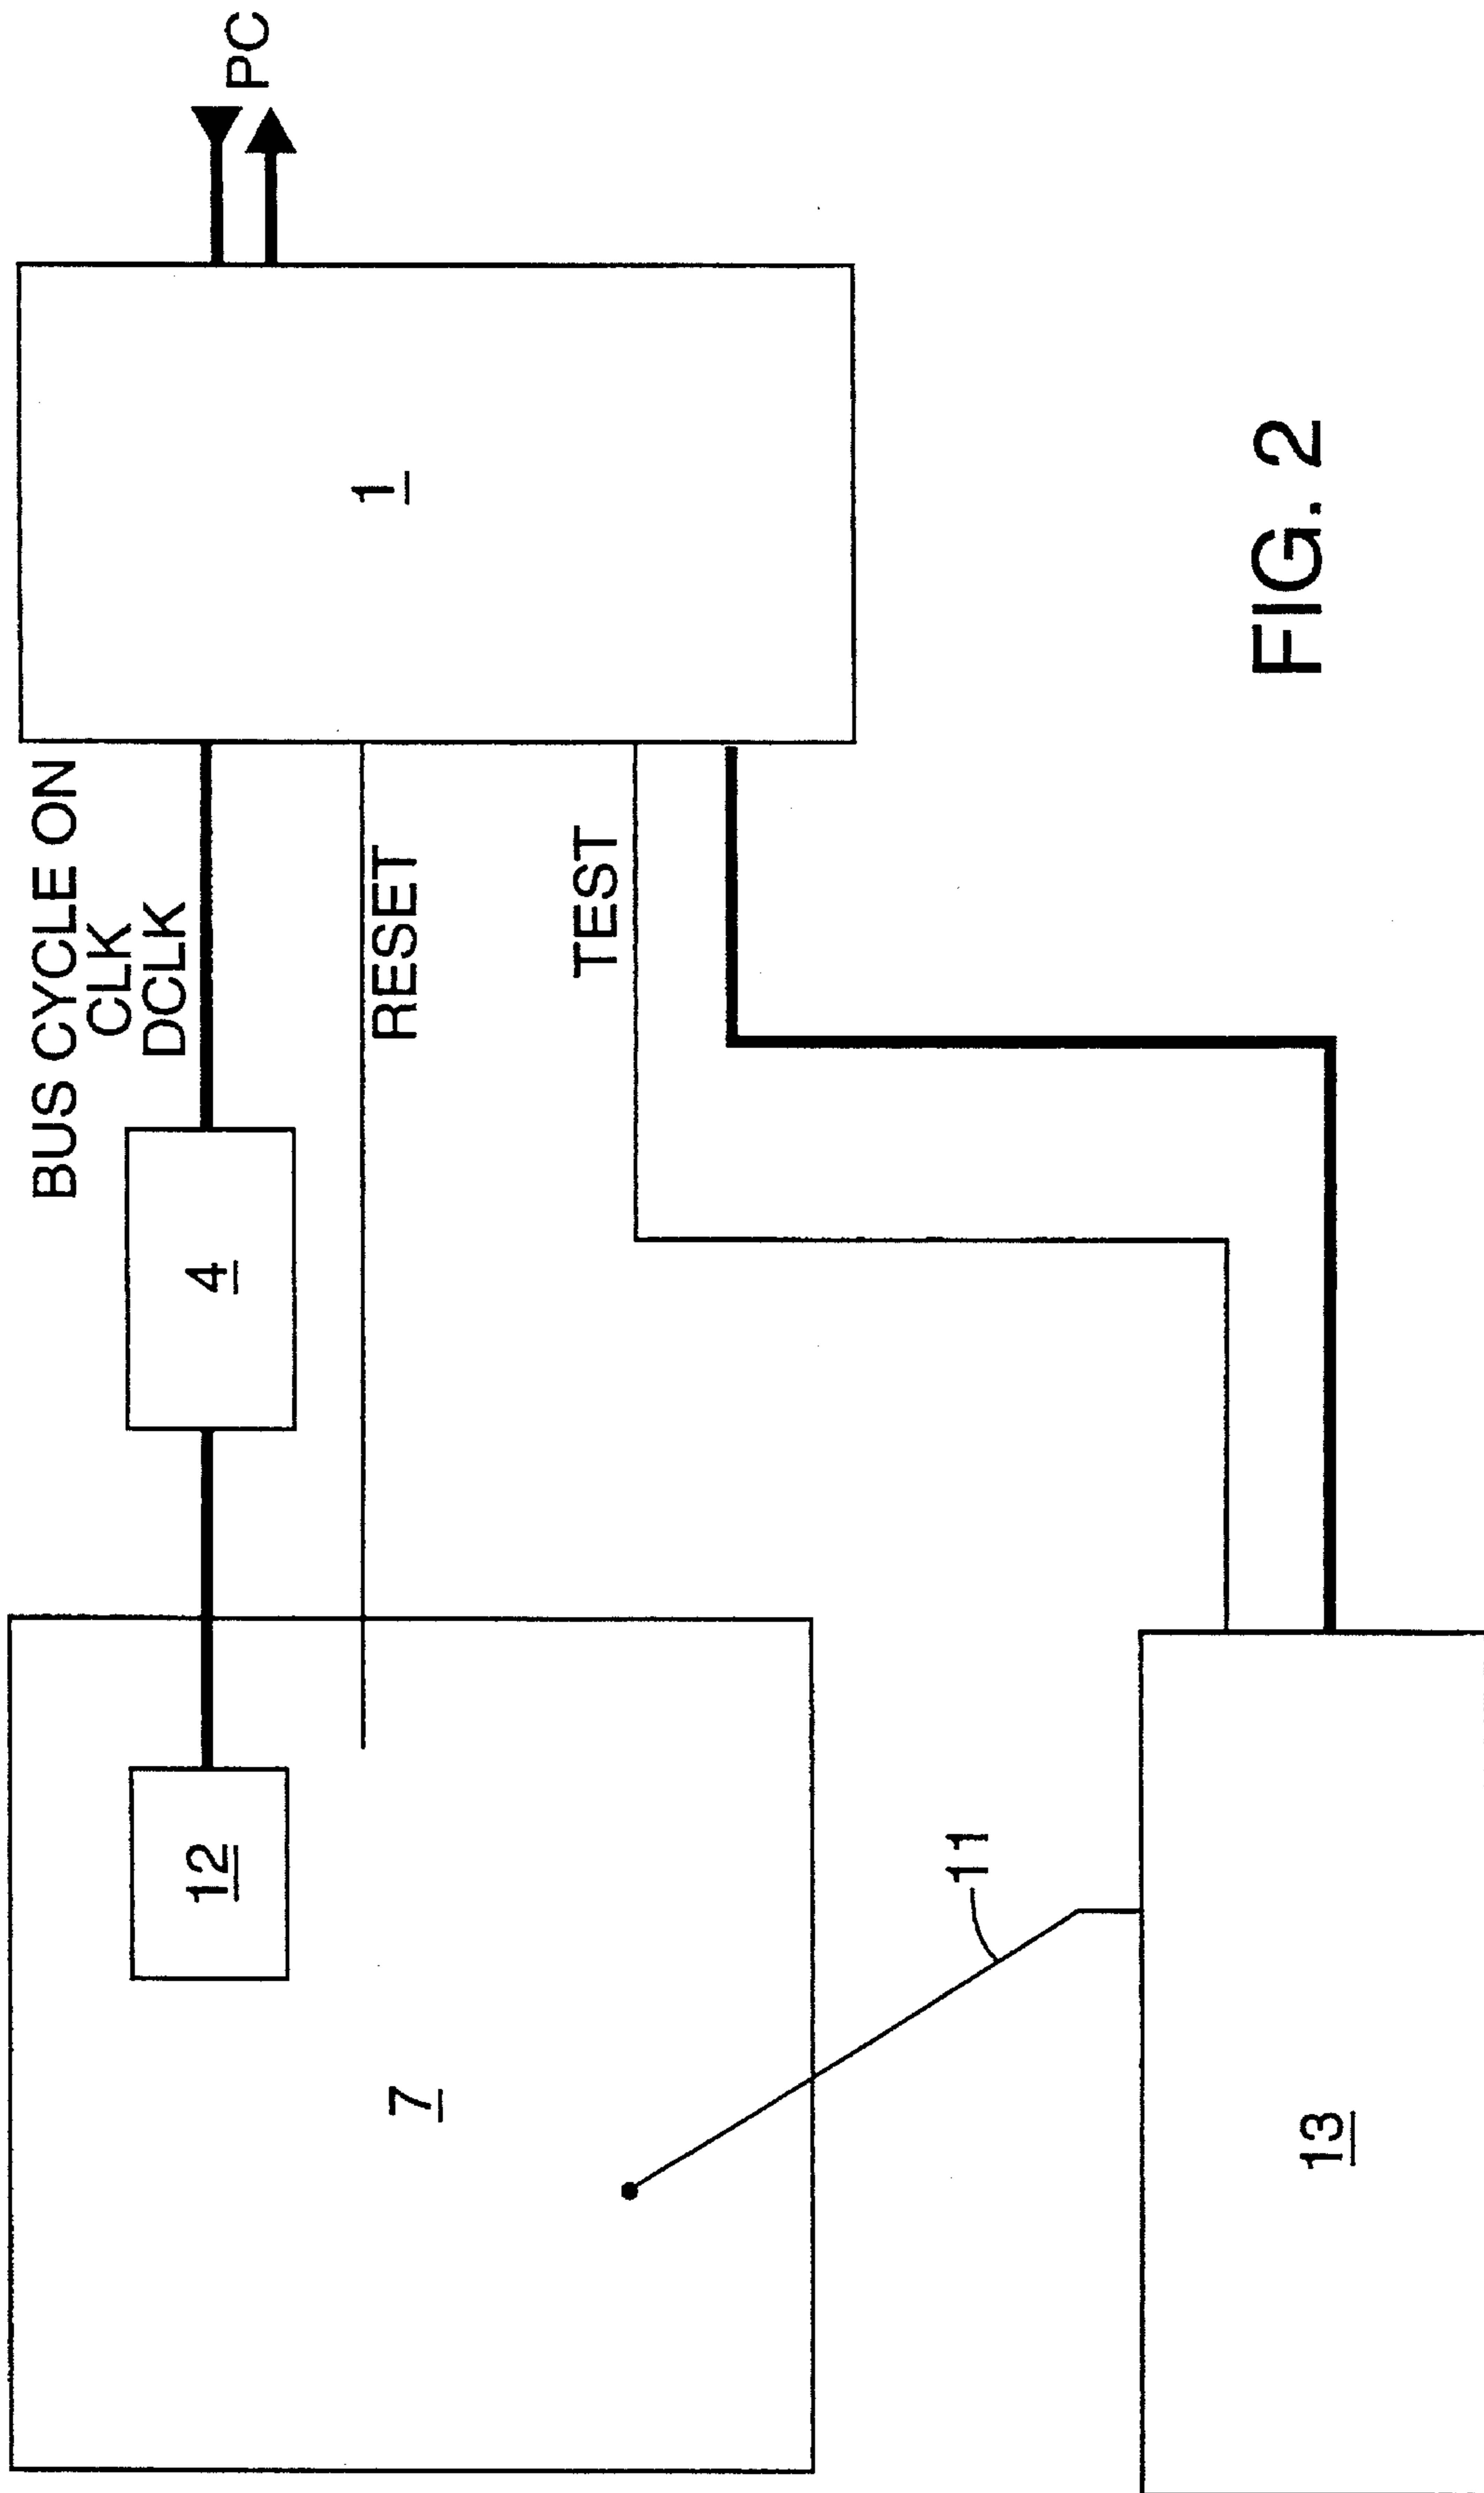 PC
1
BUS CYCLE ON
CLK
DCLK
RESET
TEST
4
12
7
11
13
FIG. 2